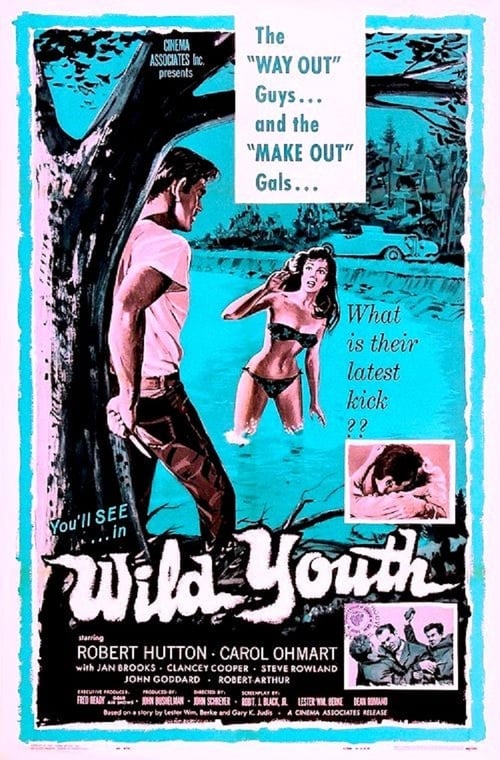 CINEMA
ASSOCIATES Inc.
presents
The
"WAY OUT"
Guys...
and the
"MAKE OUT"
Gals...
What
is their
latest
kick
??
You'll SEE
.....in
Wild Youth
starring
ROBERT HUTTON · CAROL OHMART
with JAN BROOKS · CLANCEY COOPER · STEVE ROWLAND
JOHN GODDARD · ROBERT ARTHUR
EXECUTIVE PRODUCER PRODUCED BY: DIRECTED BY: SCREENPLAY BY:
FRED JOHN BUSHELMAN · JOHN SCHREYER · ROBT. J. BLACK, JR. LESTER WM. BERKE DEAN ROMANO
Based on a story by Lester Wm. Berke and Gary K. Judis · A CINEMA ASSOCIATES RELEASE